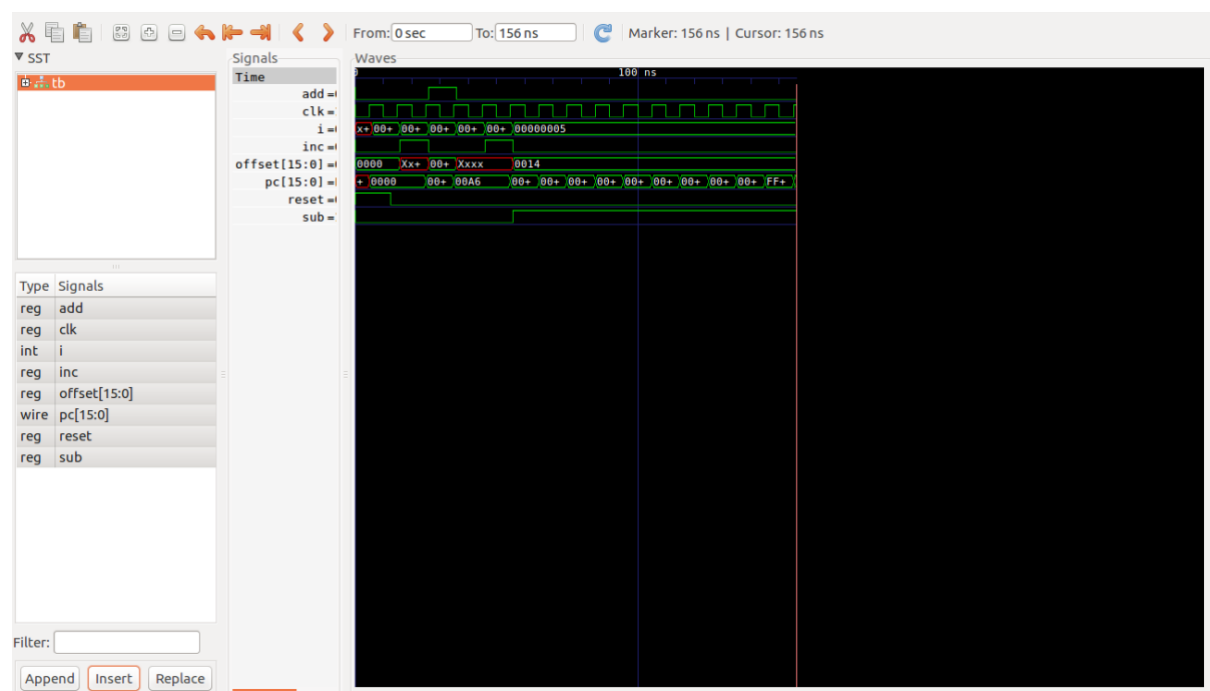 From: 0 sec To: 156 ns Marker: 156 ns | Cursor: 156 ns
SST
tb
Type Signals
reg add
reg clk
int i
reg inc
reg offset[15:0]
wire pc[15:0]
reg reset
reg sub
Filter:
Append Insert Replace
Signals
Time
add =
clk =
i =
inc =
offset[15:0] =
pc[15:0] =
reset =
sub =
Waves
100 ns
x+ 00+ 00+ 00+ 00+ 00+ 00000005
0000 Xx+ 00+ Xxxx 0014
+ 0000 00+ 00A6 00+ 00+ 00+ 00+ 00+ 00+ 00+ 00+ 00+ FF+